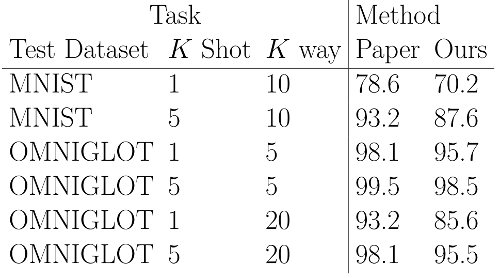 Task Method
Test Dataset K Shot K way Paper Ours
MNIST 1 10 78.6 70.2
MNIST 5 10 93.2 87.6
OMNIGLOT 1 5 98.1 95.7
OMNIGLOT 5 5 99.5 98.5
OMNIGLOT 1 20 93.2 85.6
OMNIGLOT 5 20 98.1 95.5